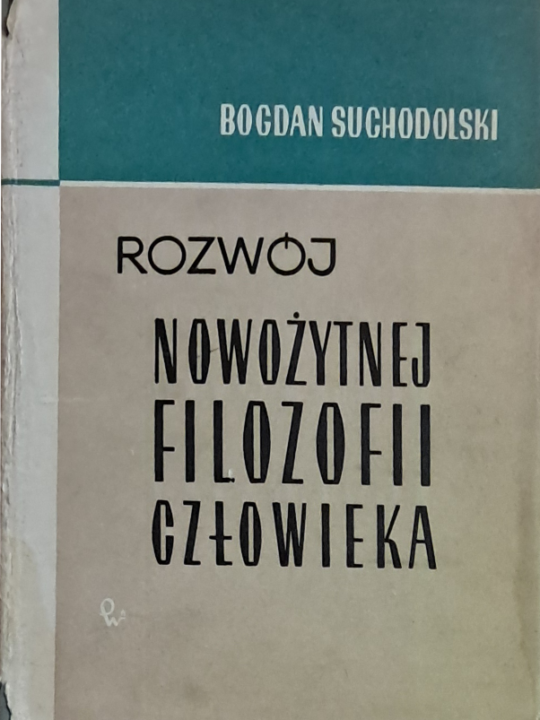 BOGDAN SUCHODOLSKI
ROZWÓJ
NOWOŻYTNEJ
FILOZOFII
CZŁOWIEKA